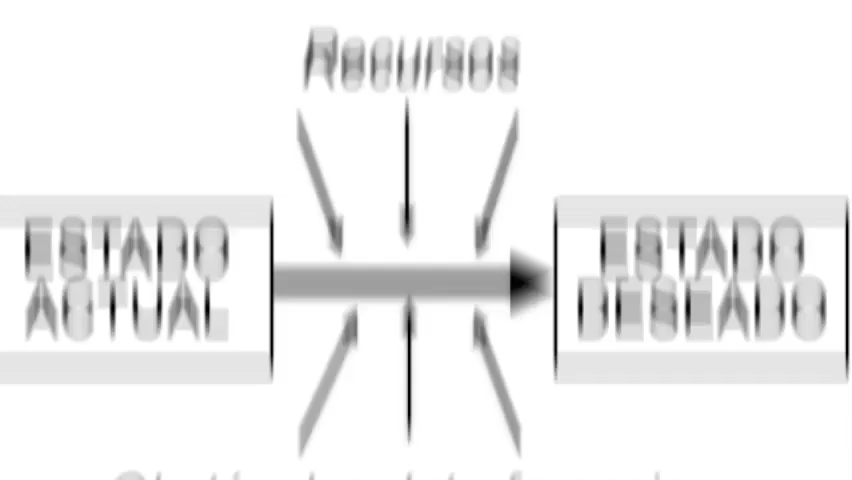 Recursos
ESTADO
ACTUAL
ESTADO
DESEADO